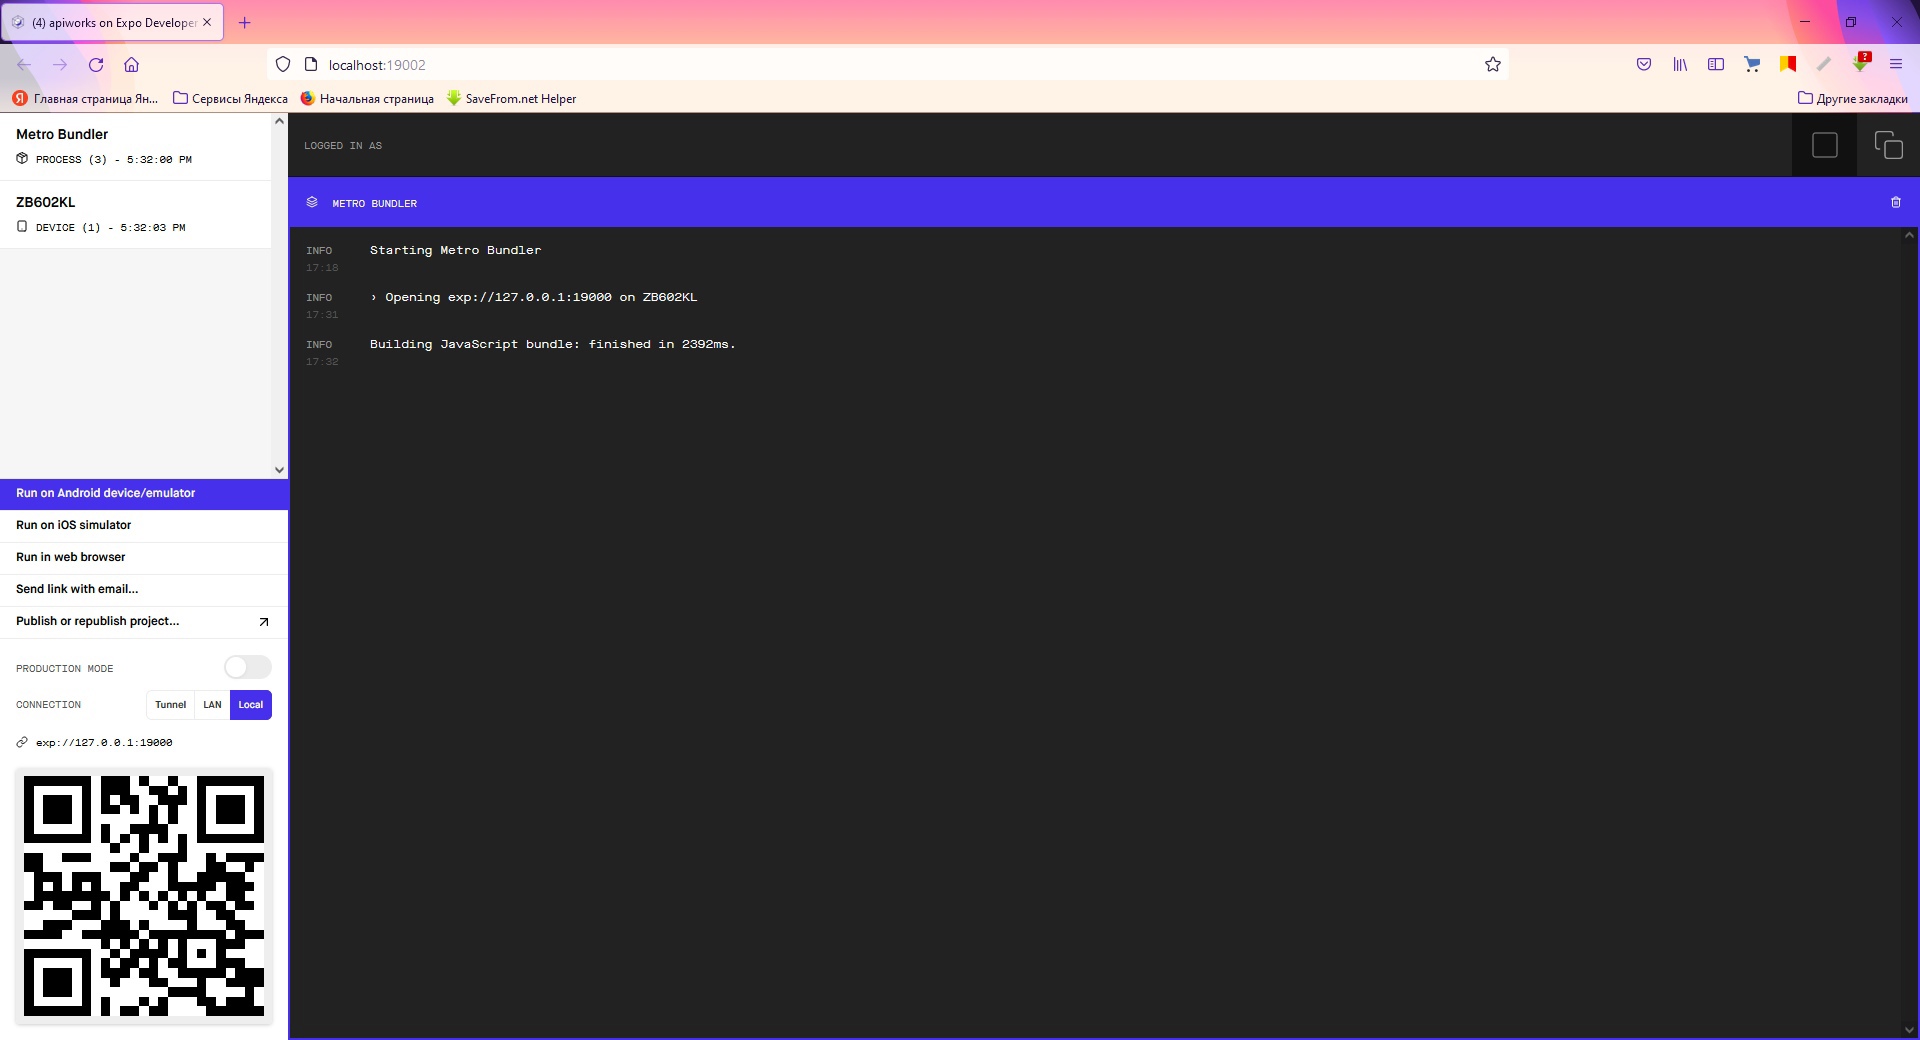 (4) apiworks on Expo Developer
localhost:19002
Главная страница Ян...
Сервисы Яндекса
Начальная страница
SaveFrom.net Helper
Другие закладки
Metro Bundler
PROCESS (3) - 5:32:00 PM
ZB602KL
DEVICE (1) - 5:32:03 PM
Run on Android device/emulator
Run on iOS simulator
Run in web browser
Send link with email...
Publish or republish project...
PRODUCTION MODE
CONNECTION
Tunnel
LAN
Local
exp://127.0.0.1:19000
LOGGED IN AS
METRO BUNDLER
INFO Starting Metro Bundler
17:18
INFO › Opening exp://127.0.0.1:19000 on ZB602KL
17:31
INFO Building JavaScript bundle: finished in 2392ms.
17:32